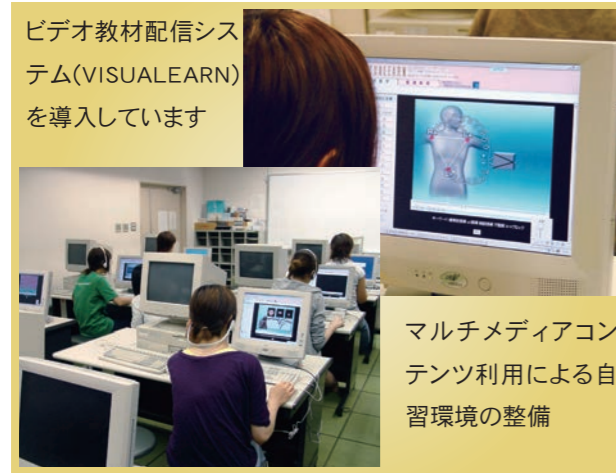 ビデオ教材配信シス
テム(VISUALEARN)
を導入しています
マルチメディアコン
テンツ利用による自
習環境の整備